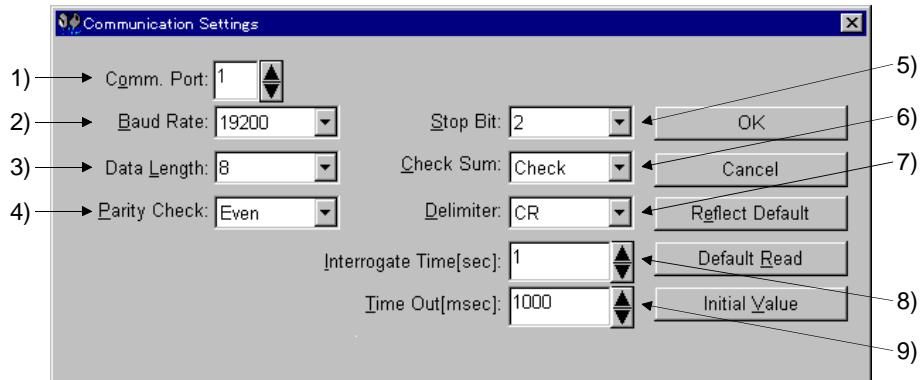 Communication Settings
1) Comm. Port: 1
2) Baud Rate: 19200
3) Data Length: 8
4) Parity Check: Even
Stop Bit: 2 5)
Check Sum: Check 6)
Delimiter: CR 7)
Interrogate Time[sec]: 1 8)
Time Out[msec]: 1000 9)
OK
Cancel
Reflect Default
Default Read
Initial Value